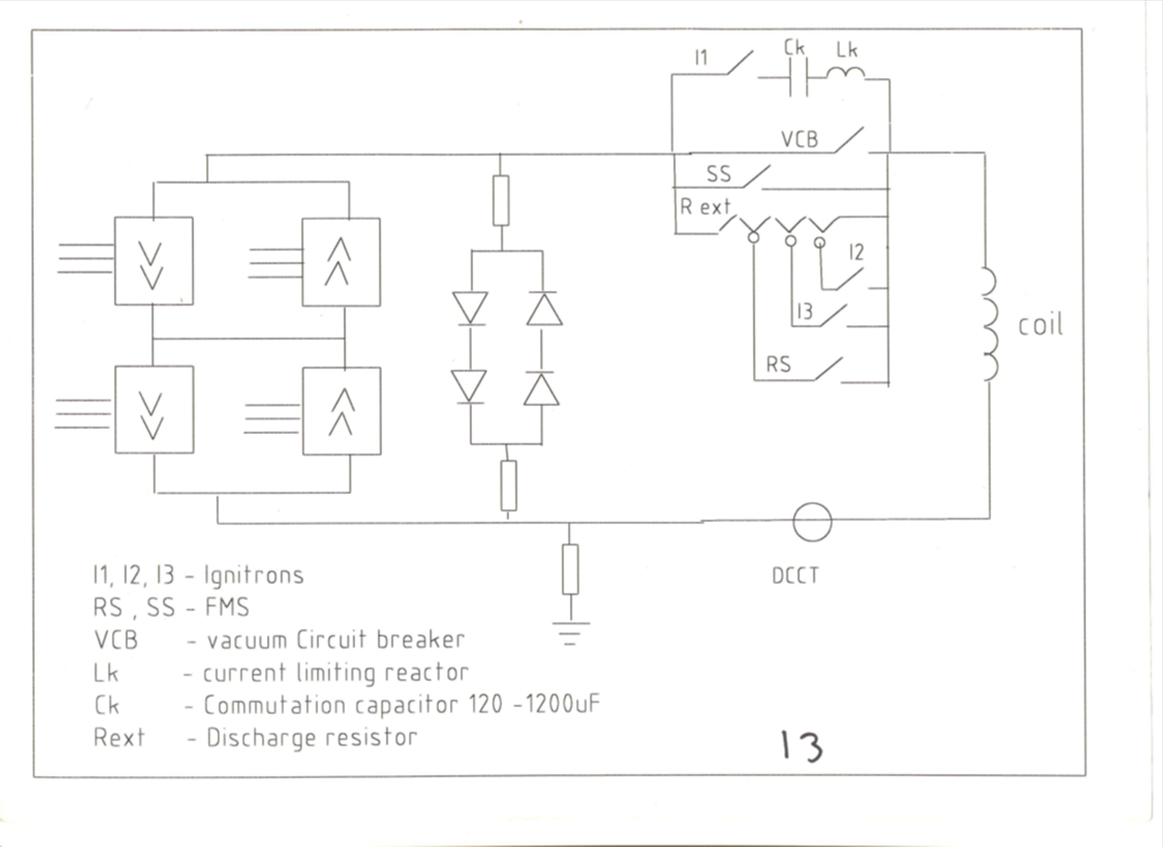 I1
Ck
Lk
VCB
SS
R ext
I2
I3
RS
coil
DCCT
I1, I2, I3 - Ignitrons
RS , SS - FMS
VCB - vacuum Circuit breaker
Lk - current limiting reactor
Ck - Commutation capacitor 120 -1200uF
Rext - Discharge resistor
13